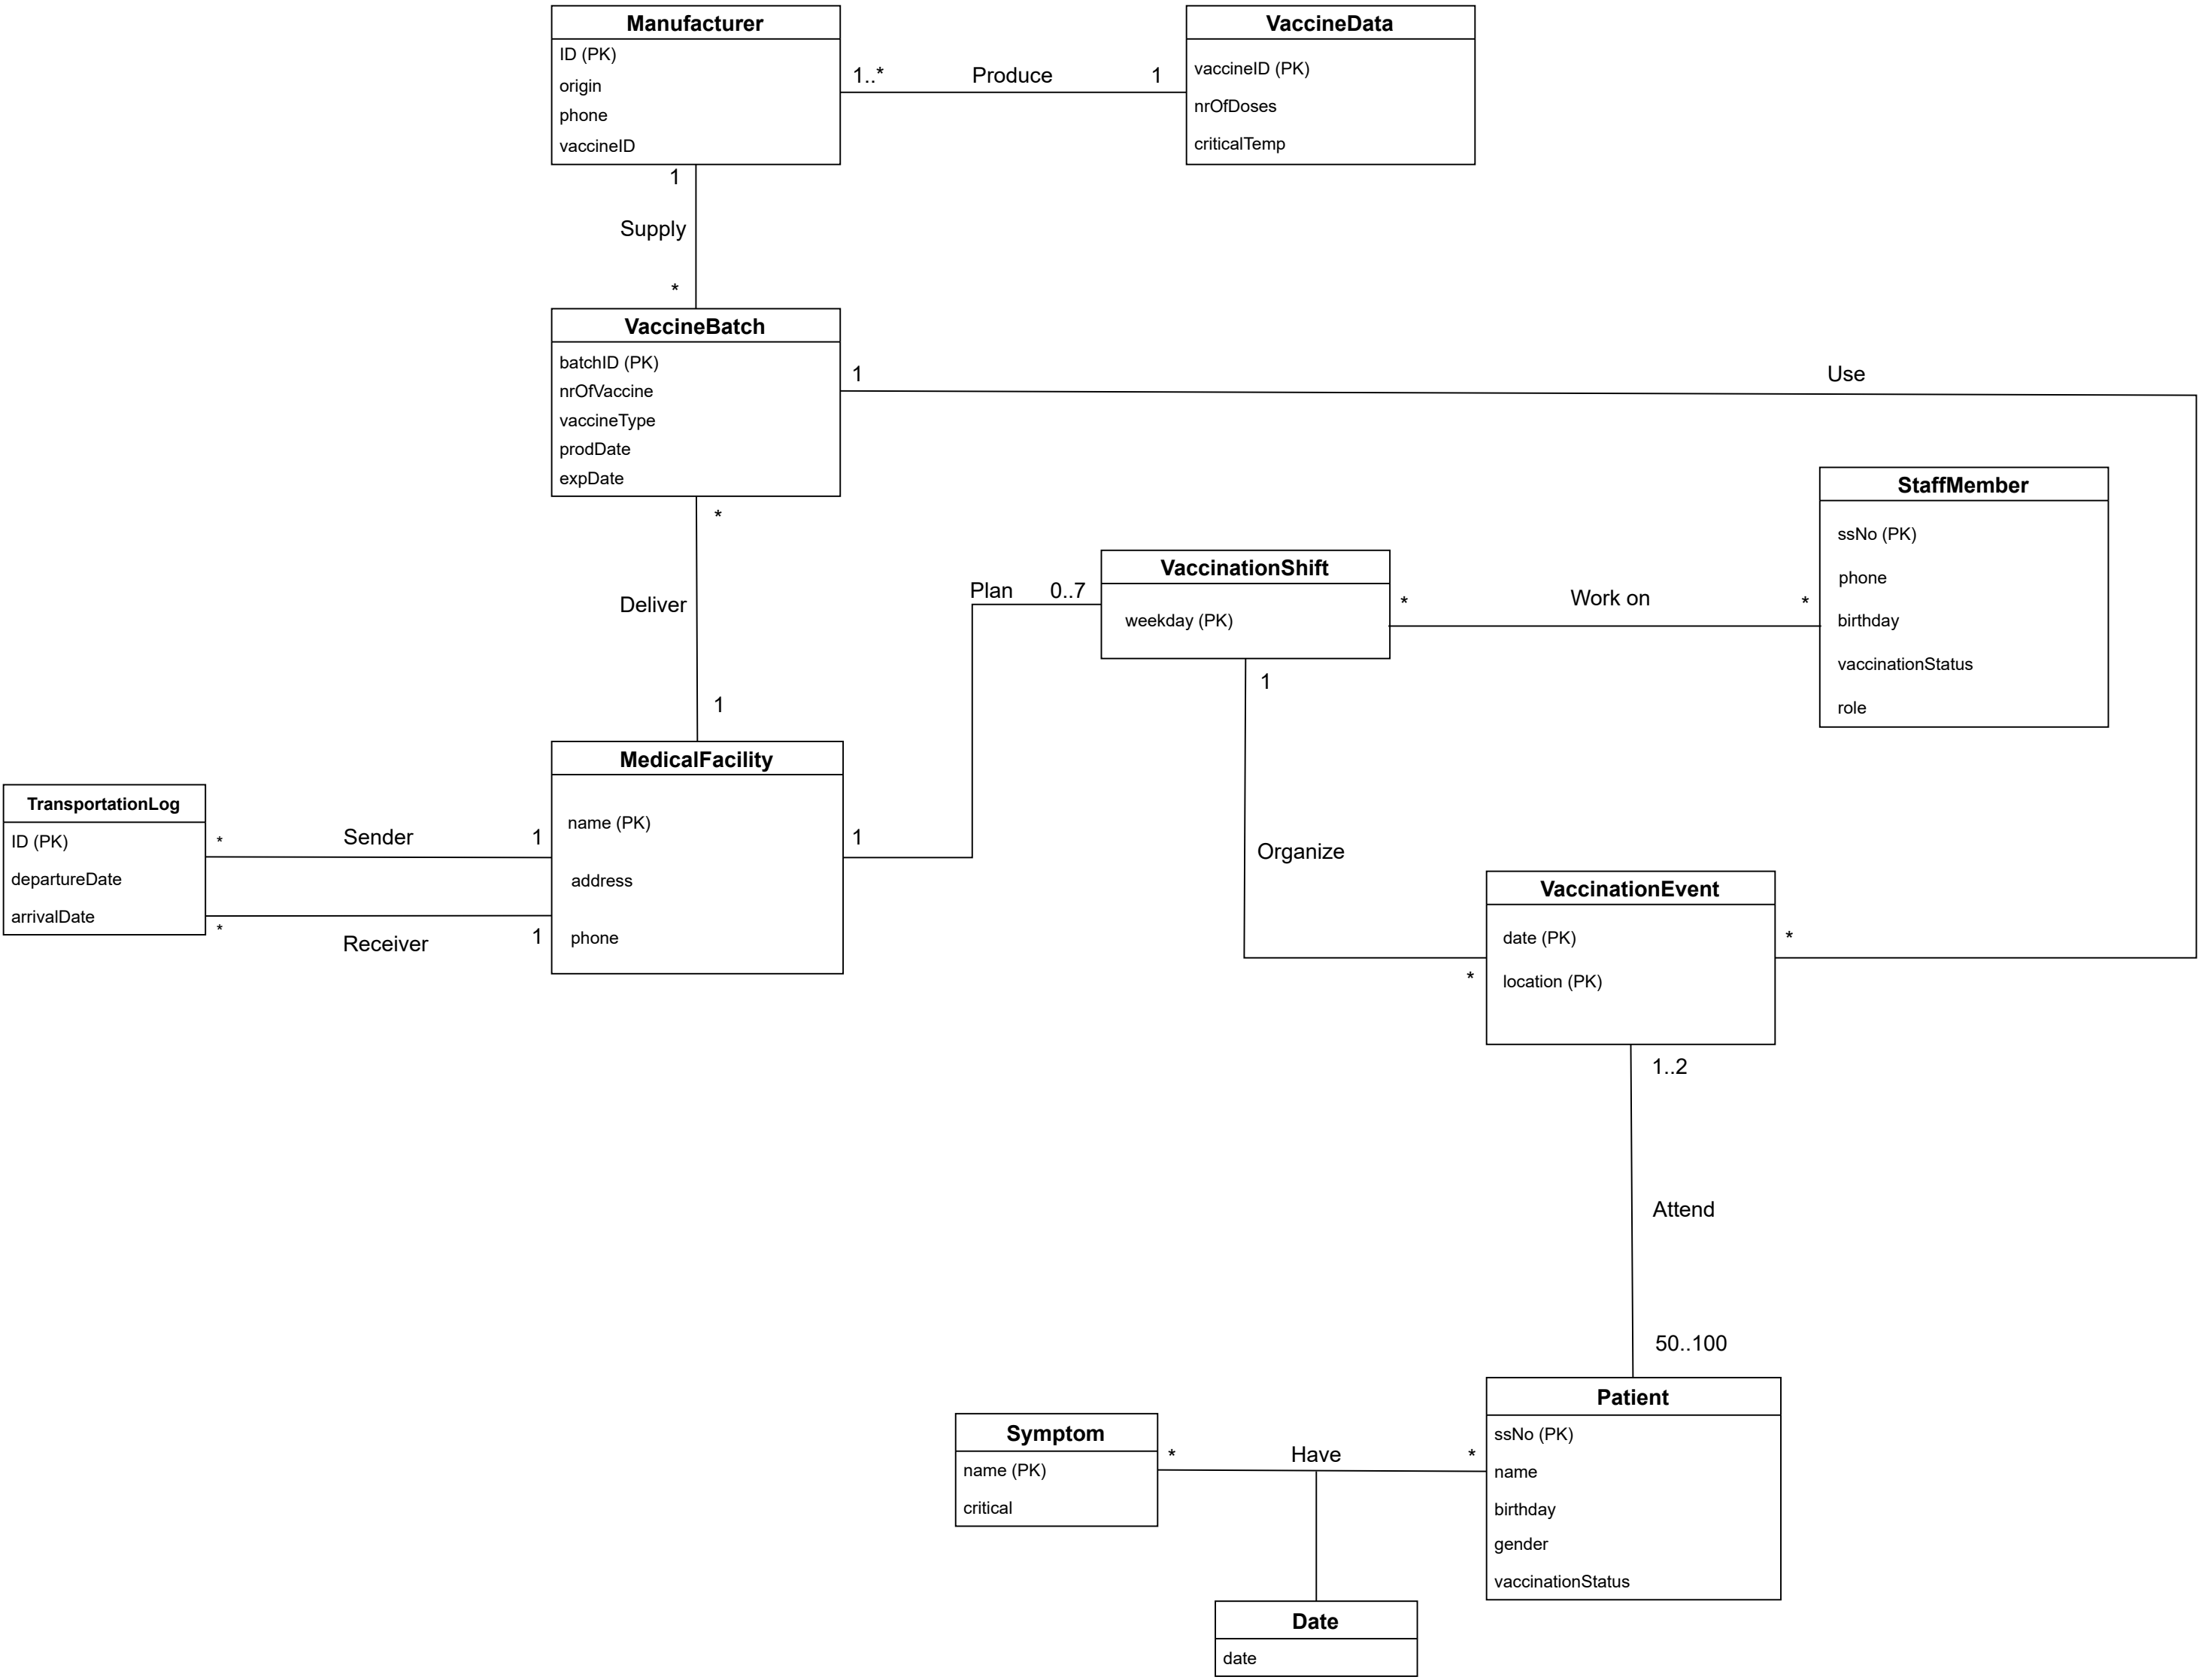 Manufacturer
ID (PK)
origin
phone
vaccineID
1..*
Produce
1
VaccineData
vaccineID (PK)
nrOfDoses
criticalTemp
1
Supply
*
VaccineBatch
batchID (PK)
nrOfVaccine
vaccineType
prodDate
expDate
1
Use
*
Deliver
1
StaffMember
ssNo (PK)
phone
birthday
vaccinationStatus
role
VaccinationShift
weekday (PK)
Plan
0..7
*
Work on
*
1
Organize
*
MedicalFacility
name (PK)
address
phone
1
TransportationLog
ID (PK)
departureDate
arrivalDate
*
Sender
1
*
Receiver
1
VaccinationEvent
date (PK)
location (PK)
*
1..2
Attend
50..100
Patient
ssNo (PK)
name
birthday
gender
vaccinationStatus
Symptom
name (PK)
critical
*
Have
*
Date
date